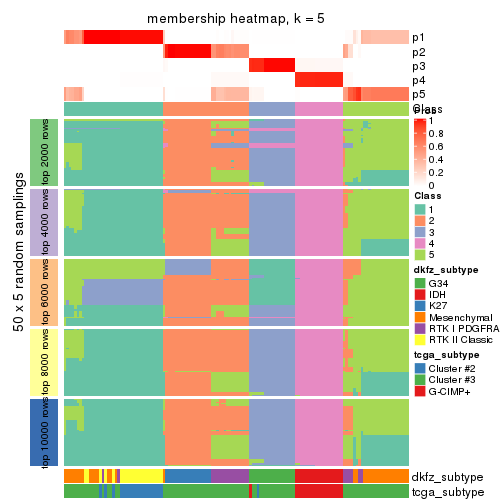 membership heatmap, k = 5
p1
p2
p3
p4
p5
Class
50 x 5 random samplings
top 2000 rows
top 4000 rows
top 6000 rows
top 8000 rows
top 10000 rows
1
0.8
0.6
0.4
0.2
0
Class
1
2
3
4
5
dkfz_subtype
G34
IDH
K27
Mesenchymal
RTK I PDGFRA
RTK II Classic
tcga_subtype
Cluster #2
Cluster #3
G-CIMP+
dkfz_subtype
tcga_subtype